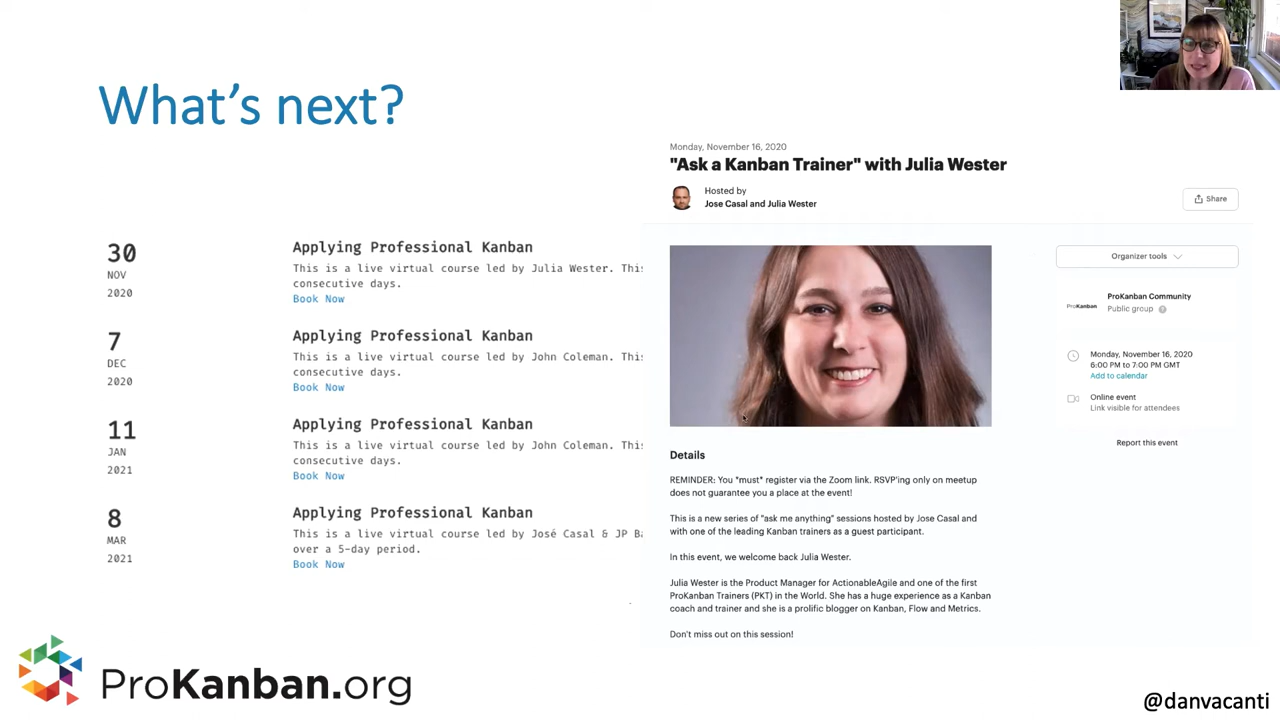 What's next?
30
NOV
2020
Applying Professional Kanban
This is a live virtual course led by Julia Wester. This
consecutive days.
Book Now
7
DEC
2020
Applying Professional Kanban
This is a live virtual course led by John Coleman. This
consecutive days.
Book Now
11
JAN
2021
Applying Professional Kanban
This is a live virtual course led by John Coleman. This
consecutive days.
Book Now
8
MAR
2021
Applying Professional Kanban
This is a live virtual course led by José Casal & JP Ba
over a 5-day period.
Book Now
Monday, November 16, 2020
"Ask a Kanban Trainer" with Julia Wester
Hosted by
Jose Casal and Julia Wester
Share
Details
REMINDER: You *must* register via the Zoom link. RSVP'ing only on meetup
does not guarantee you a place at the event!
This is a new series of "ask me anything" sessions hosted by Jose Casal and
with one of the leading Kanban trainers as a guest participant.
In this event, we welcome back Julia Wester.
Julia Wester is the Product Manager for ActionableAgile and one of the first
ProKanban Trainers (PKT) in the World. She has a huge experience as a Kanban
coach and trainer and she is a prolific blogger on Kanban, Flow and Metrics.
Don't miss out on this session!
Organizer tools
ProKanban
ProKanban Community
Public group
Monday, November 16, 2020
6:00 PM to 7:00 PM GMT
Add to calendar
Online event
Link visible for attendees
Report this event
ProKanban.org
@danvacanti